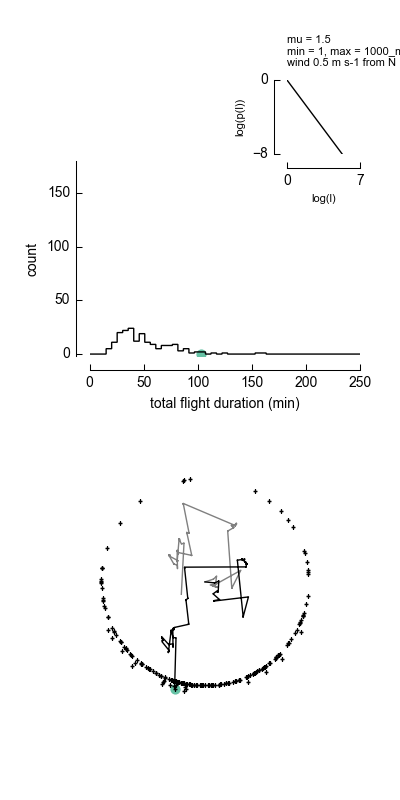 mu = 1.5
min = 1, max = 1000_m
wind 0.5 m s-1 from N
0
log(p(l))
−8
0 7
log(l)
150
100
50
0
count
0 50 100 150 200 250
total flight duration (min)